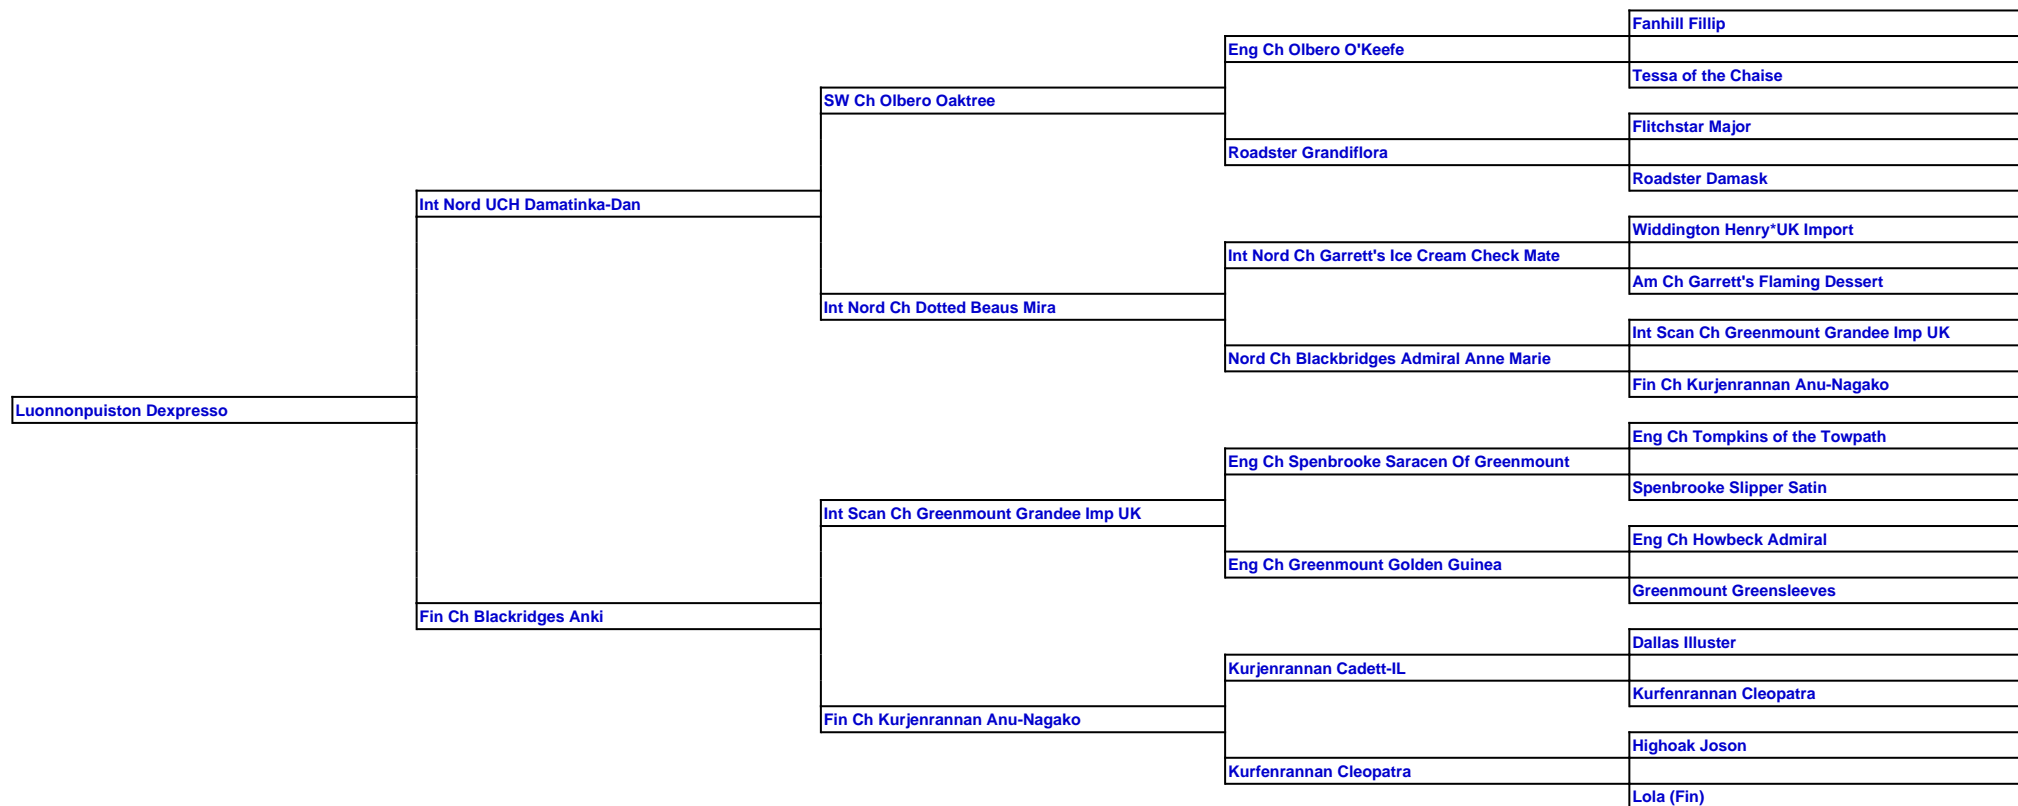 Fanhill Fillip
Eng Ch Olbero O'Keefe
Tessa of the Chaise
SW Ch Olbero Oaktree
Flitchstar Major
Roadster Grandiflora
Roadster Damask
Int Nord UCH Damatinka-Dan
Widdington Henry*UK Import
Int Nord Ch Garrett's Ice Cream Check Mate
Am Ch Garrett's Flaming Dessert
Int Nord Ch Dotted Beaus Mira
Int Scan Ch Greenmount Grandee Imp UK
Nord Ch Blackbridges Admiral Anne Marie
Fin Ch Kurjenrannan Anu-Nagako
Luonnonpuiston Dexpresso
Eng Ch Tompkins of the Towpath
Eng Ch Spenbrooke Saracen Of Greenmount
Spenbrooke Slipper Satin
Int Scan Ch Greenmount Grandee Imp UK
Eng Ch Howbeck Admiral
Eng Ch Greenmount Golden Guinea
Greenmount Greensleeves
Fin Ch Blackridges Anki
Dallas Illuster
Kurjenrannan Cadett-IL
Kurfenrannan Cleopatra
Fin Ch Kurjenrannan Anu-Nagako
Highoak Joson
Kurfenrannan Cleopatra
Lola (Fin)